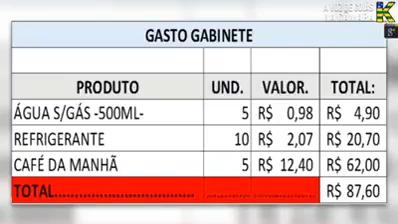 GASTO GABINETE
PRODUTO UND. VALOR. TOTAL:
ÁGUA S/GÁS -500ML- 5 R$ 0,98 R$ 4,90
REFRIGERANTE 10 R$ 2,07 R$ 20,70
CAFÉ DA MANHÃ 5 R$ 12,40 R$ 62,00
TOTAL R$ 87,60